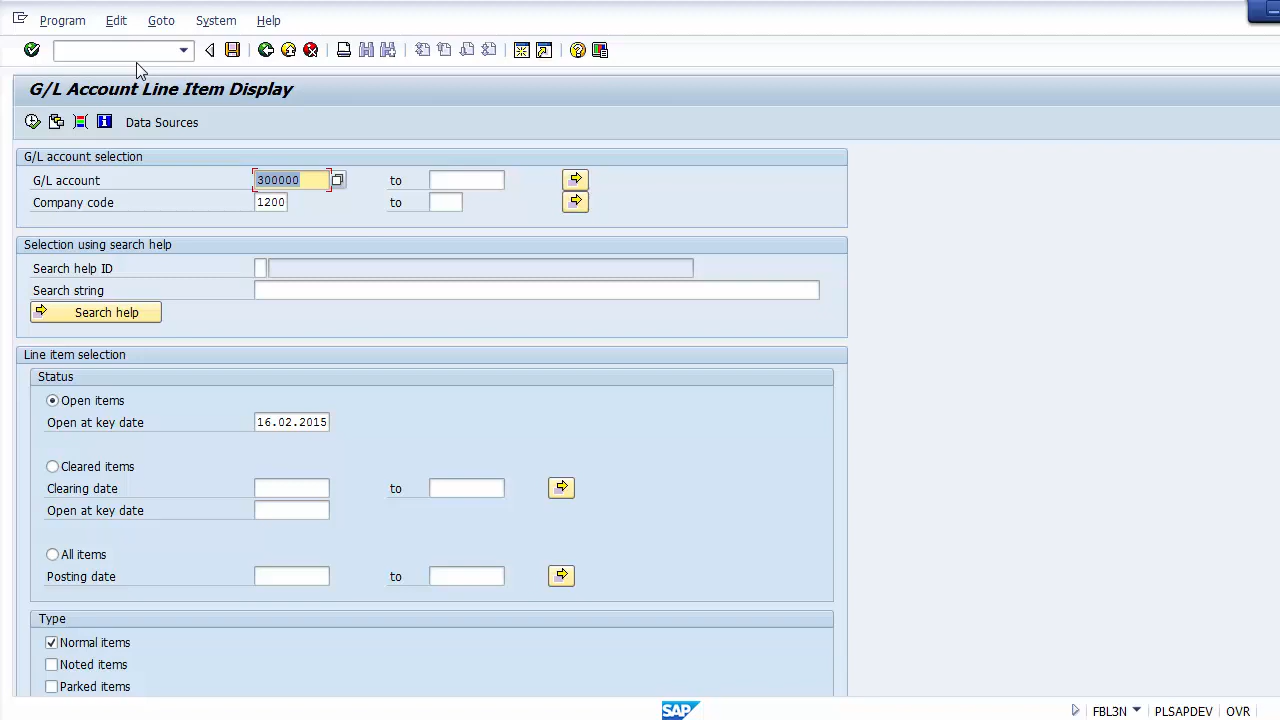 Program Edit Goto System Help
G/L Account Line Item Display
Data Sources
G/L account selection
G/L account 300000 to
Company code 1200 to
Selection using search help
Search help ID
Search string
Search help
Line item selection
Status
Open items
Open at key date 16.02.2015
Cleared items
Clearing date to
Open at key date
All items
Posting date to
Type
Normal items
Noted items
Parked items
SAP FBL3N PLSAPDEV OVR